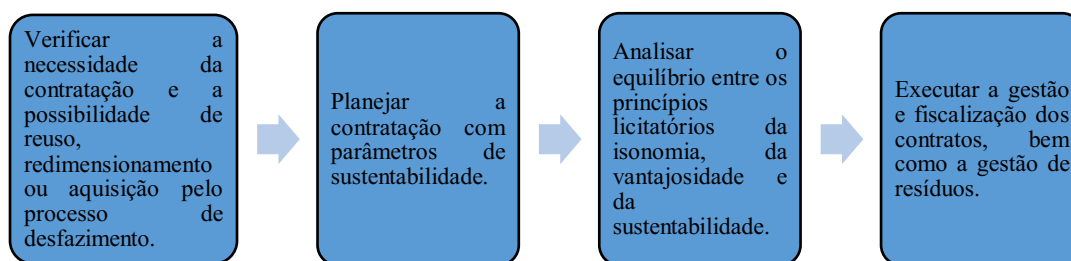 Verificar a
necessidade da
contratação e a
possibilidade de
reuso,
redimensionamento
ou aquisição pelo
processo de
desfazimento.
Planejar a
contratação com
parâmetros de
sustentabilidade.
Analisar o
equilíbrio entre os
princípios
licitatórios da
isonomia, da
vantajosidade e
da
sustentabilidade.
Executar a gestão
e fiscalização dos
contratos, bem
como a gestão de
resíduos.